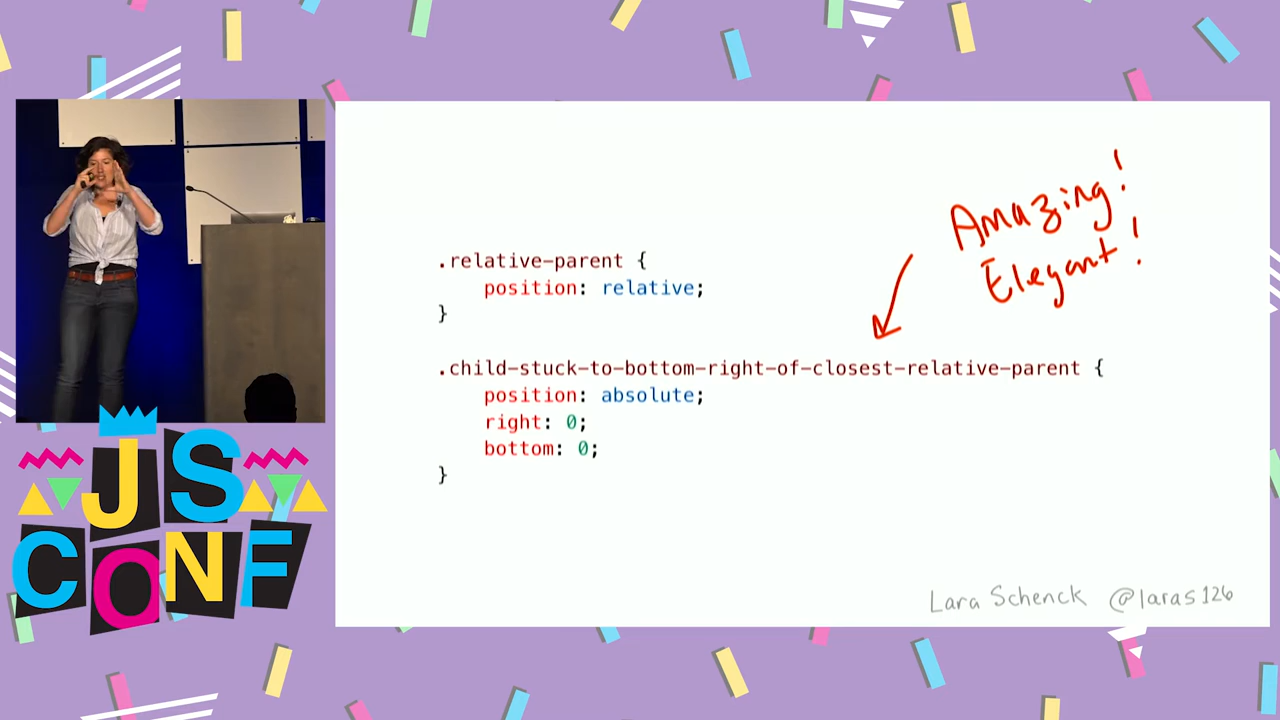 JS
CONF
Amazing!
Elegant!
.relative-parent {
    position: relative;
}
.child-stuck-to-bottom-right-of-closest-relative-parent {
    position: absolute;
    right: 0;
    bottom: 0;
}
Lara Schenck @laras126